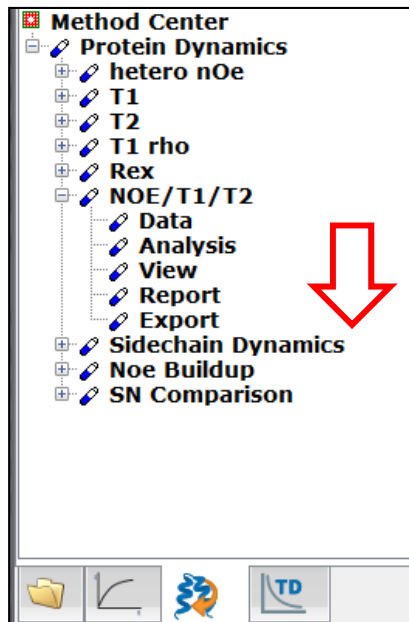 Method Center
Protein Dynamics
hetero nOe
T1
T2
T1 rho
Rex
NOE/T1/T2
Data
Analysis
View
Report
Export
Sidechain Dynamics
Noe Buildup
SN Comparison
TD